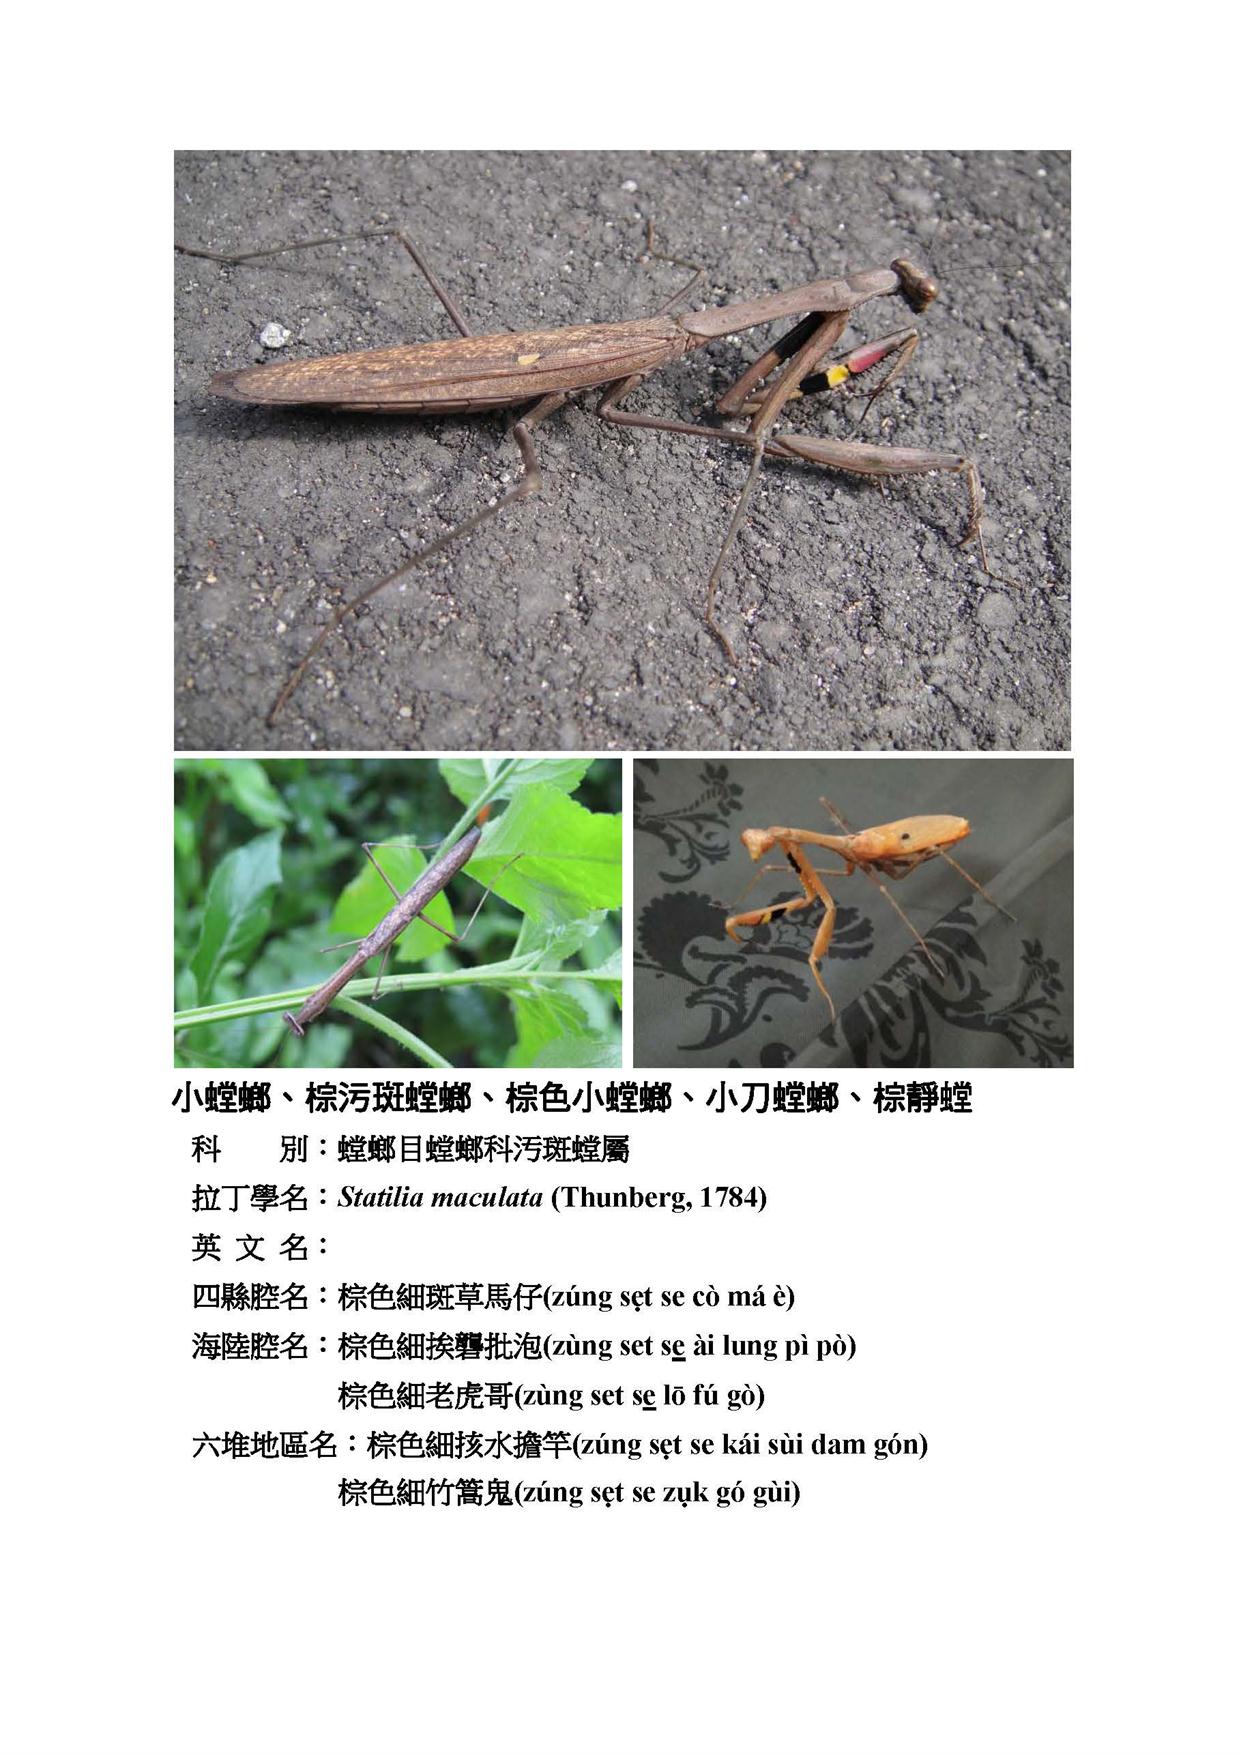 小螳螂、棕污斑螳螂、棕色小螳螂、小刀螳螂、棕靜螳
科　　別：螳螂目螳螂科污斑螳屬
拉丁學名：Statilia maculata (Thunberg, 1784)
英 文 名：
四縣腔名：棕色細斑草馬仔(zúng sẹt se cò má è)
海陸腔名：棕色細挨礱批泡(zùng set se̲ ài lung pì pò)
棕色細老虎哥(zùng set se̲ lō fú gò)
六堆地區名：棕色細㧡水擔竿(zúng sẹt se kái sùi dam gón)
棕色細竹篙鬼(zúng sẹt se zụk gó gùi)